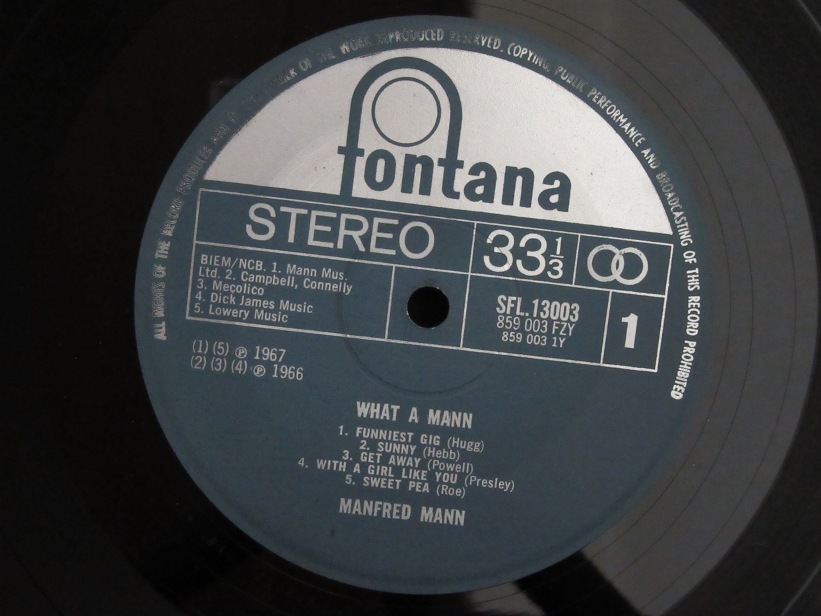 ALL RIGHTS OF THE RECORD PRODUCER AND OF THE OWNER OF THE WORK REPRODUCED RESERVED. COPYING, PUBLIC PERFORMANCE AND BROADCASTING OF THIS RECORD PROHIBITED
fontana
STEREO
33 1/3
BIEM/NCB. 1. Mann Mus.
Ltd, 2. Campbell, Connelly
3. Mecolico
4. Dick James Music
5. Lowery Music
SFL.13003
859 003 FZY
859 003 1Y
1
(1) (5) ℗ 1967
(2) (3) (4) ℗ 1966
WHAT A MANN
1. FUNNIEST GIG (Hugg)
2. SUNNY (Hebb)
3. GET AWAY (Powell)
4. WITH A GIRL LIKE YOU (Presley)
5. SWEET PEA (Roe)
MANFRED MANN